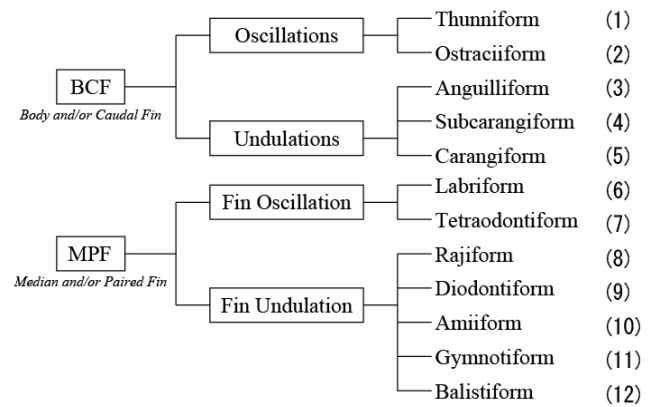 Oscillations
Thunniform (1)
Ostraciiform (2)
BCF
Body and/or Caudal Fin
Undulations
Anguilliform (3)
Subcarangiform (4)
Carangiform (5)
Fin Oscillation
Labriform (6)
Tetraodontiform (7)
MPF
Median and/or Paired Fin
Fin Undulation
Rajiform (8)
Diodontiform (9)
Amiiform (10)
Gymnotiform (11)
Balistiform (12)